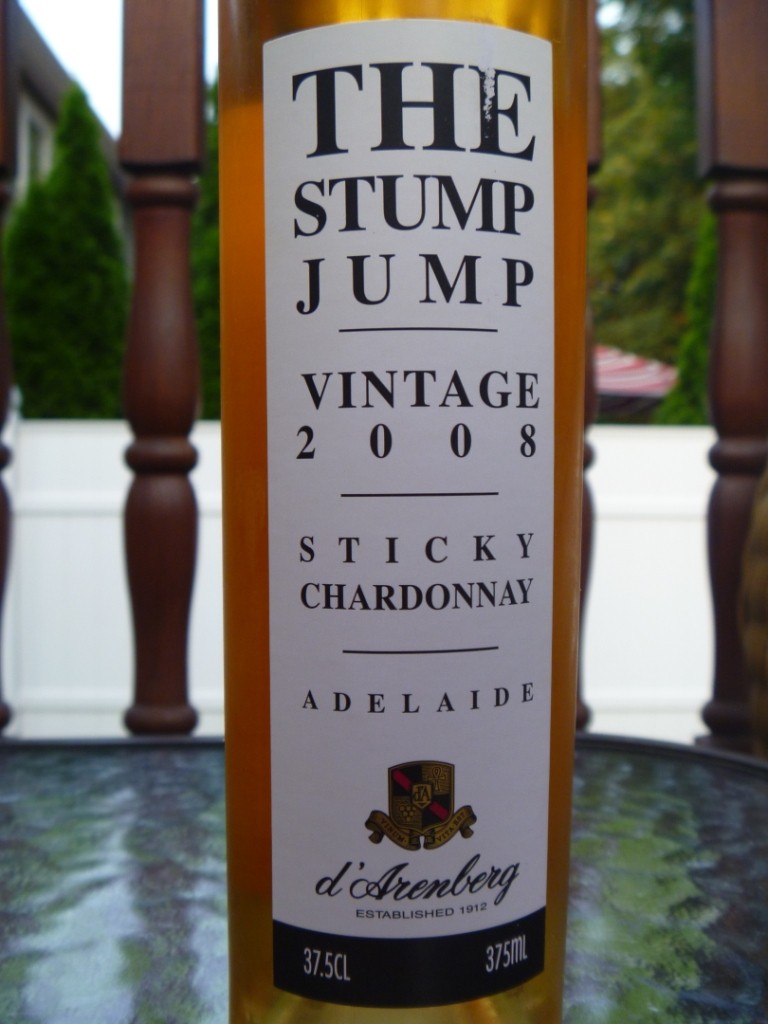 THE
STUMP
JUMP
VINTAGE
2008
STICKY
CHARDONNAY
ADELAIDE
d'Arenberg
ESTABLISHED 1912
37.5CL 375ML